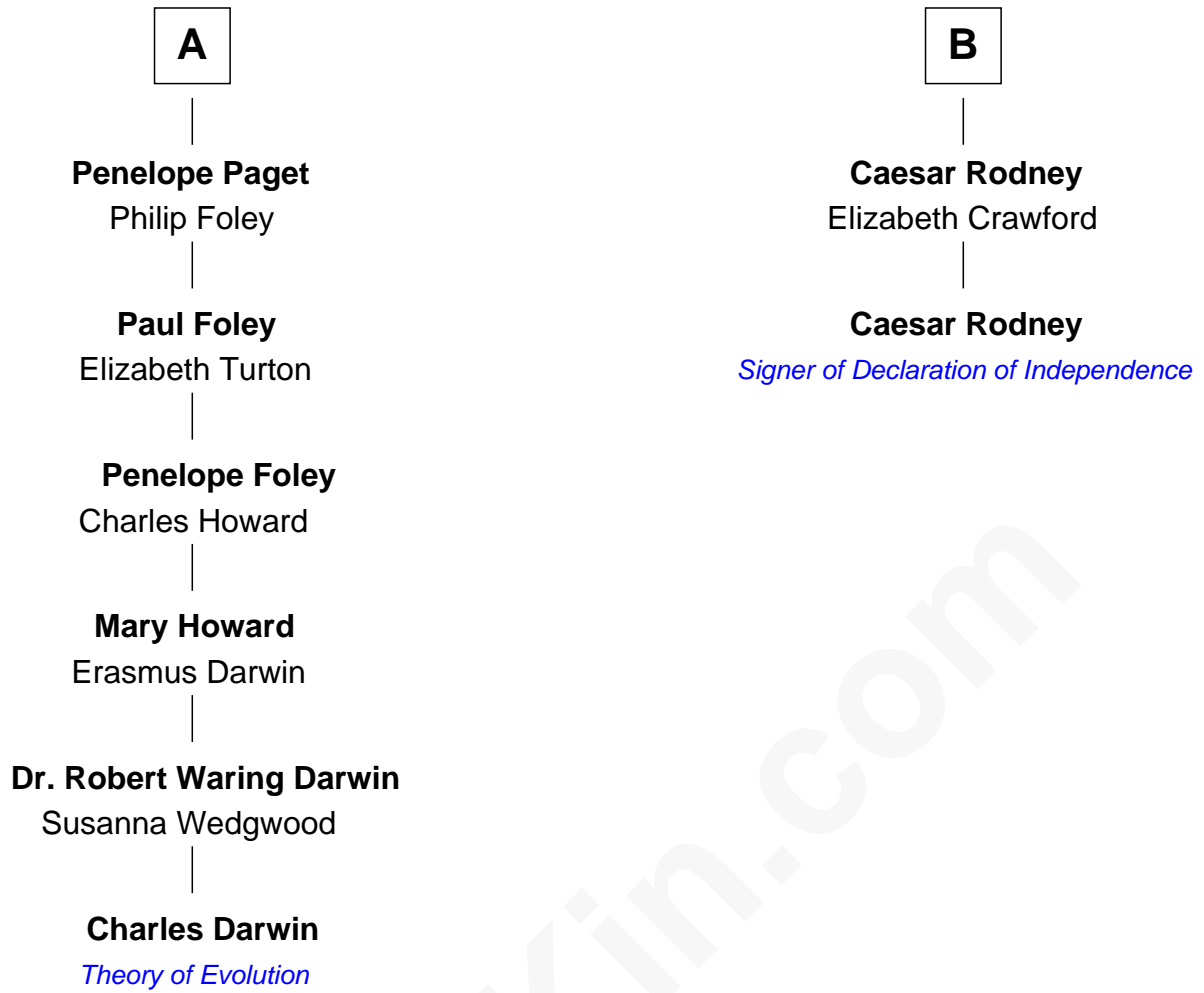 A
Penelope Paget
Philip Foley
Paul Foley
Elizabeth Turton
Penelope Foley
Charles Howard
Mary Howard
Erasmus Darwin
Dr. Robert Waring Darwin
Susanna Wedgwood
Charles Darwin
Theory of Evolution
B
Caesar Rodney
Elizabeth Crawford
Caesar Rodney
Signer of Declaration of Independence
Kin.com